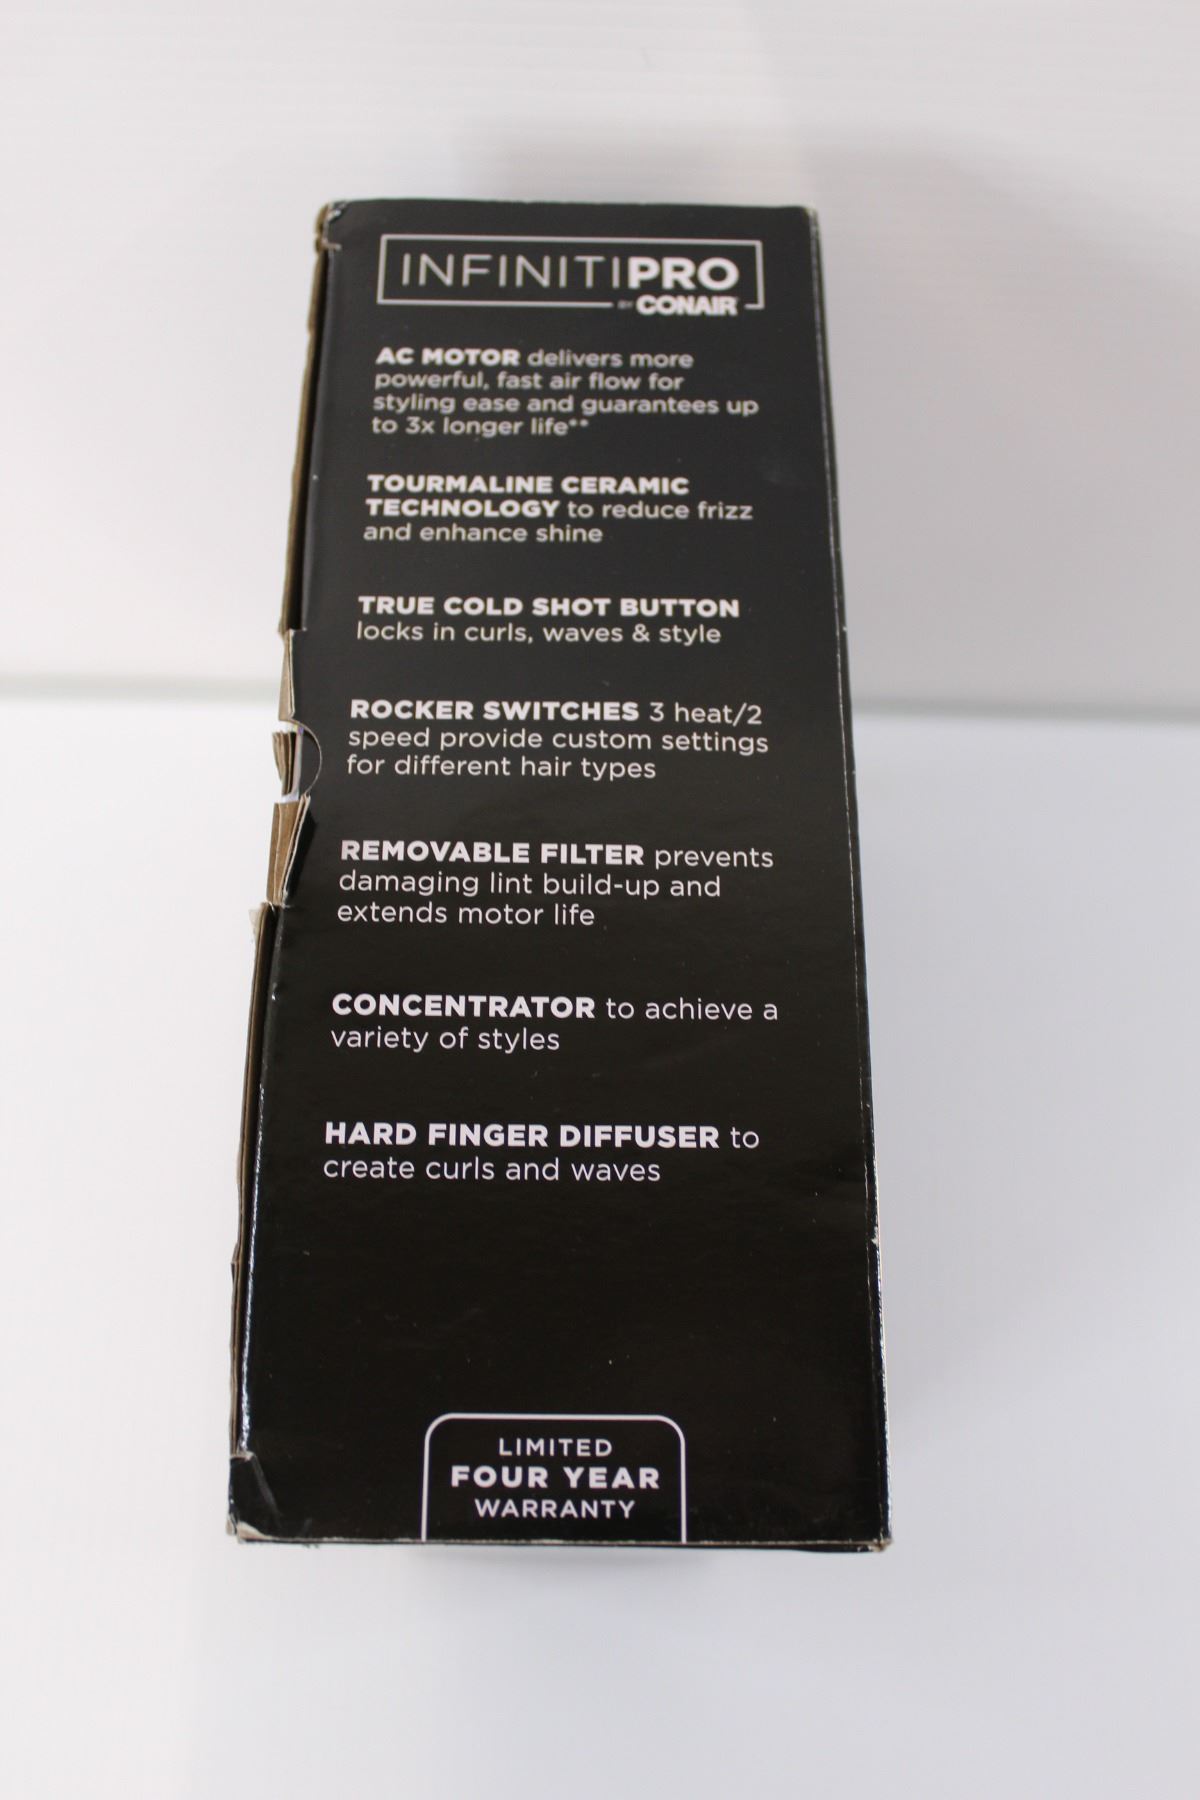 INFINITIPRO
BY CONAIR
AC MOTOR delivers more
powerful, fast air flow for
styling ease and guarantees up
to 3x longer life**
TOURMALINE CERAMIC
TECHNOLOGY to reduce frizz
and enhance shine
TRUE COLD SHOT BUTTON
locks in curls, waves & style
ROCKER SWITCHES 3 heat/2
speed provide custom settings
for different hair types
REMOVABLE FILTER prevents
damaging lint build-up and
extends motor life
CONCENTRATOR to achieve a
variety of styles
HARD FINGER DIFFUSER to
create curls and waves
LIMITED
FOUR YEAR
WARRANTY